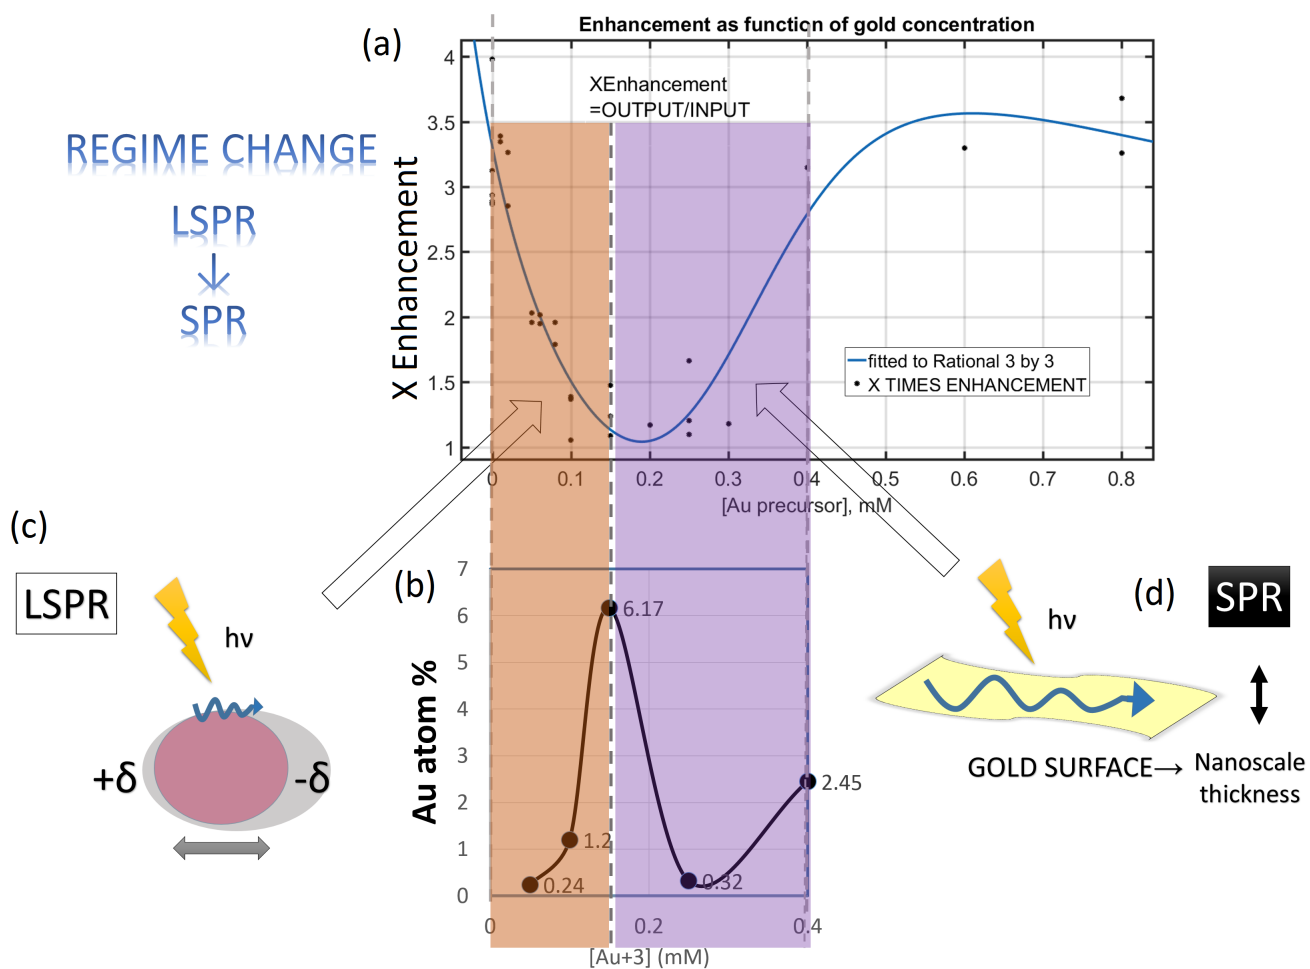 (a)
Enhancement as function of gold concentration
XEnhancement
=OUTPUT/INPUT
REGIME CHANGE
LSPR
↓
SPR
X Enhancement
4
3.5
3
2.5
2
1.5
1
fitted to Rational 3 by 3
X TIMES ENHANCEMENT
0 0.1 0.2 0.3 0.4 0.5 0.6 0.7 0.8
[Au precursor], mM
(c)
LSPR
hν
+δ -δ
(b)
Au atom %
7
6
5
4
3
2
1
0
6.17
2.45
1.2
0.24
0.32
0 0.2 0.4
[Au+3] (mM)
(d)
SPR
hν
GOLD SURFACE→ Nanoscale
thickness